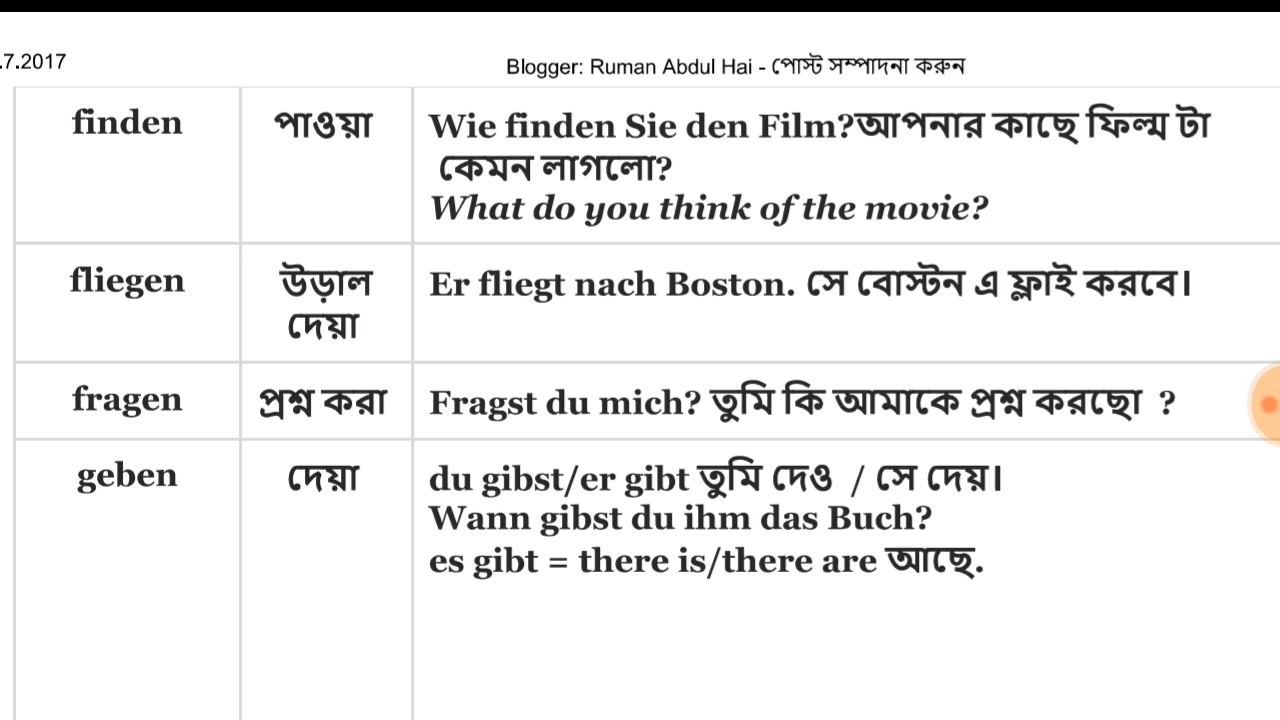 .7.2017
Blogger: Ruman Abdul Hai - পোস্ট সম্পাদনা করুন
finden
পাওয়া
Wie finden Sie den Film?আপনার কাছে ফিল্ম টা
কেমন লাগলো?
What do you think of the movie?
fliegen
উড়াল
দেয়া
Er fliegt nach Boston. সে বোস্টন এ ফ্লাই করবে।
fragen
প্রশ্ন করা
Fragst du mich? তুমি কি আমাকে প্রশ্ন করছো ?
geben
দেয়া
du gibst/er gibt তুমি দেও / সে দেয়।
Wann gibst du ihm das Buch?
es gibt = there is/there are আছে.